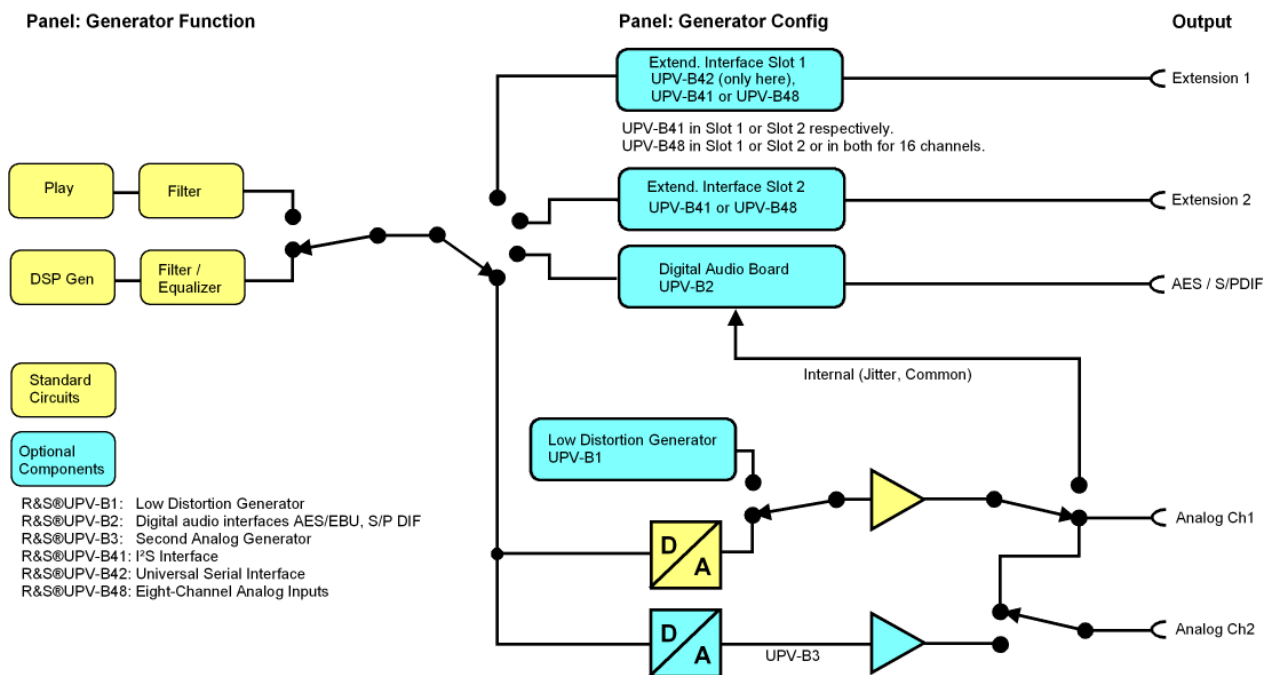 Panel: Generator Function
Panel: Generator Config
Output
Extend. Interface Slot 1
UPV-B42 (only here),
UPV-B41 or UPV-B48
Extension 1
UPV-B41 in Slot 1 or Slot 2 respectively.
UPV-B48 in Slot 1 or Slot 2 or in both for 16 channels.
Play
Filter
Extend. Interface Slot 2
UPV-B41 or UPV-B48
Extension 2
DSP Gen
Filter /
Equalizer
Digital Audio Board
UPV-B2
AES / S/PDIF
Internal (Jitter, Common)
Standard
Circuits
Optional
Components
Low Distortion Generator
UPV-B1
R&S®UPV-B1: Low Distortion Generator
R&S®UPV-B2: Digital audio interfaces AES/EBU, S/P DIF
R&S®UPV-B3: Second Analog Generator
R&S®UPV-B41: I²S Interface
R&S®UPV-B42: Universal Serial Interface
R&S®UPV-B48: Eight-Channel Analog Inputs
D
A
Analog Ch1
D
A
UPV-B3
Analog Ch2